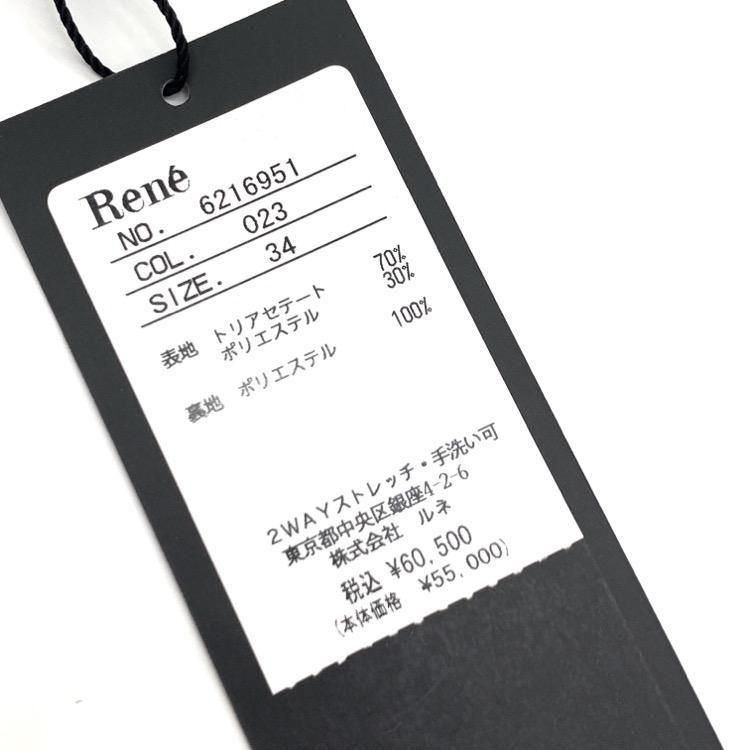 René
NO. 6216951
COL. 023
SIZE. 34
表地 トリアセテート 70%
ポリエステル 30%
裏地 ポリエステル 100%
2WAYストレッチ・手洗い可
東京都中央区銀座4-2-6
株式会社 ルネ
税込 ¥60,500
(本体価格 ¥55,000)